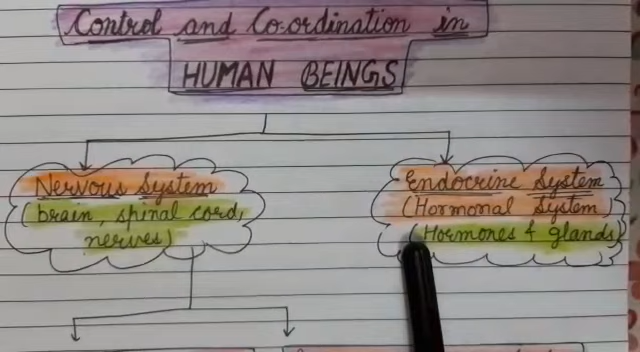 Control and Co-ordination in
HUMAN BEINGS
Nervous System
(brain, spinal cord,
nerves)
Endocrine System
(Hormonal System
(Hormones & glands)